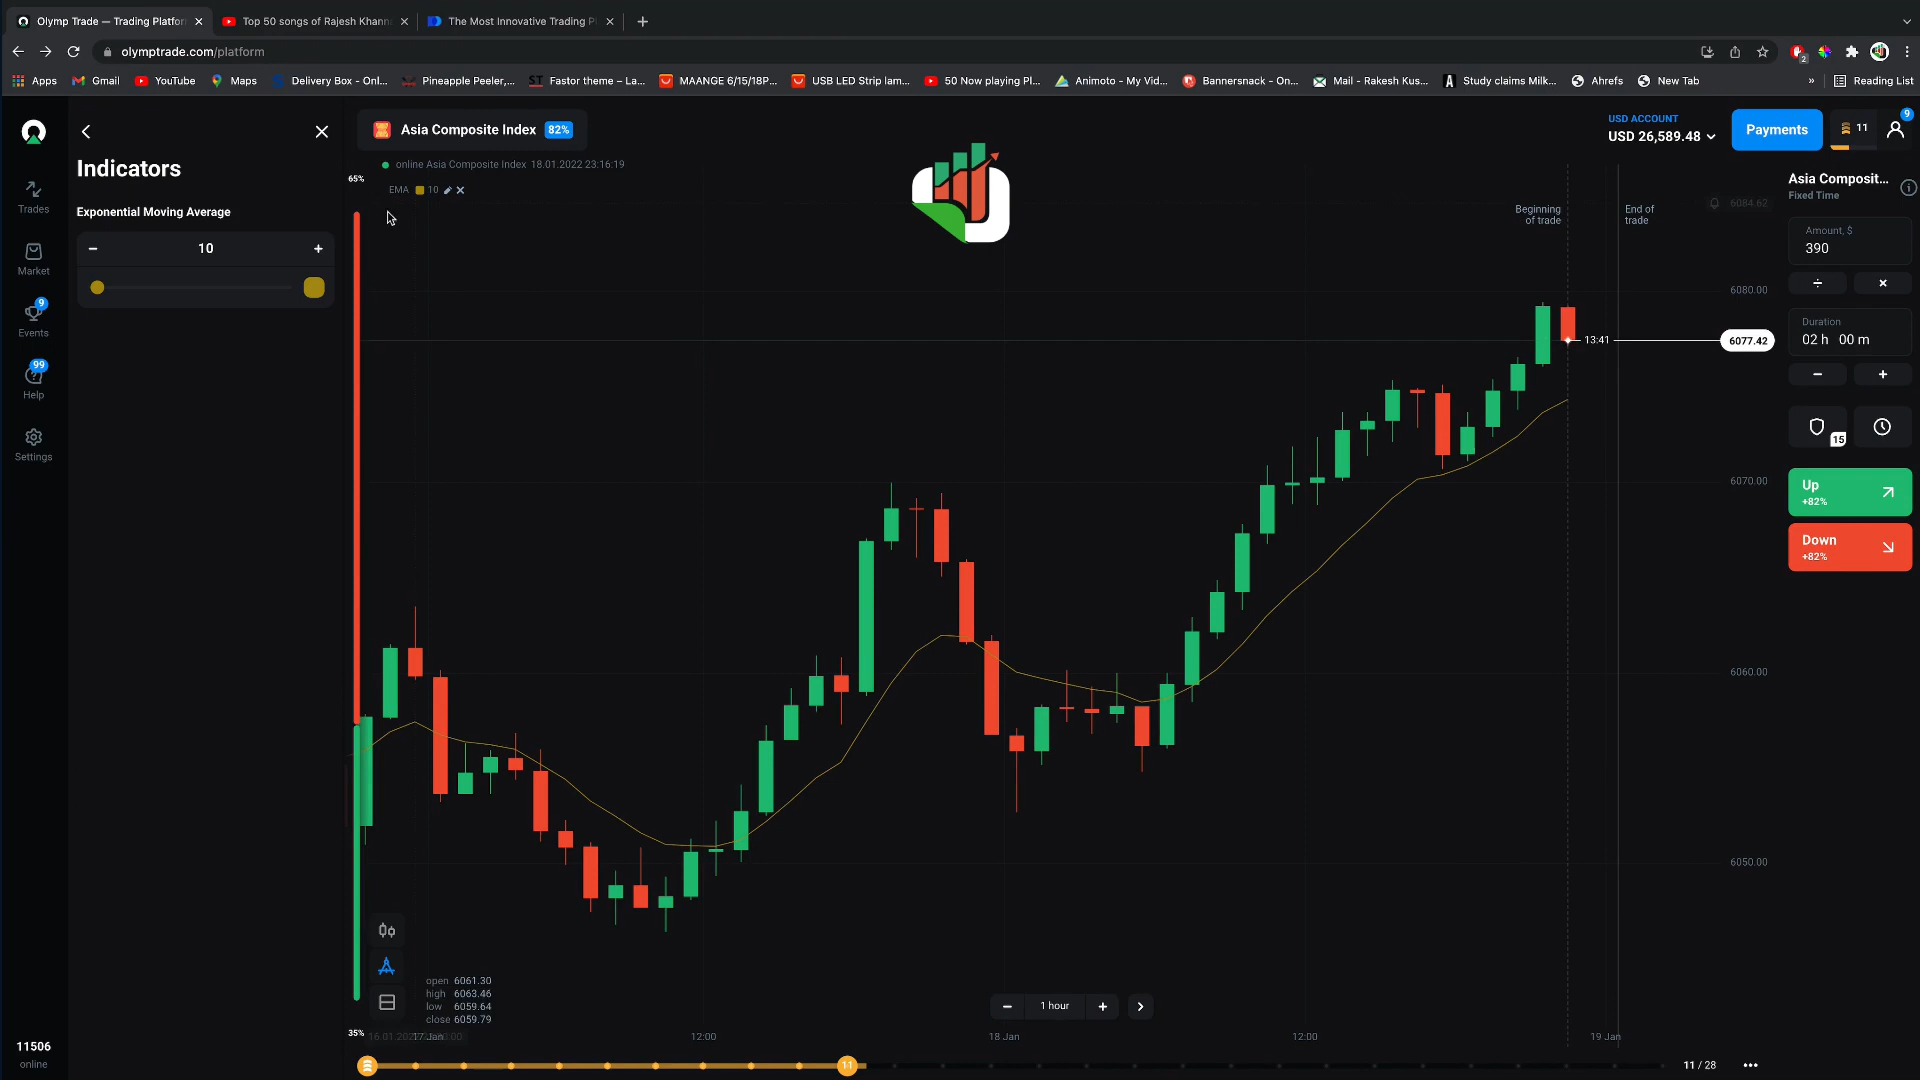 Olymp Trade — Trading Platfor
Top 50 songs of Rajesh Khann
The Most Innovative Trading P
olymptrade.com/platform
2
Apps
Gmail
YouTube
Maps
Delivery Box - Onl...
Pineapple Peeler,...
ST
Fastor theme – La...
MAANGE 6/15/18P...
USB LED Strip lam...
50 Now playing Pl...
Animoto - My Vid...
Bannersnack - On...
Mail - Rakesh Kus...
A
Study claims Milk...
Ahrefs
New Tab
»
Reading List
Indicators
Exponential Moving Average
− 10 +
Trades
Market
9
Events
99
Help
Settings
11506
online
Asia Composite Index 82%
online Asia Composite Index 18.01.2022 23:16:19
EMA 10
65%
35%
USD ACCOUNT
USD 26,589.48
Payments
11
9
Beginning
of trade
End of
trade
6084.62
6080.00
13:41
6077.42
6070.00
6060.00
6050.00
Asia Composit...
Fixed Time
Amount, $
390
÷ ×
Duration
02 h 00 m
− +
15
Up
+82%
Down
+82%
open 6061.30
high 6063.46
low 6059.64
close 6059.79
− 1 hour +
17 Jan
12:00
18 Jan
12:00
19 Jan
11
11 / 28